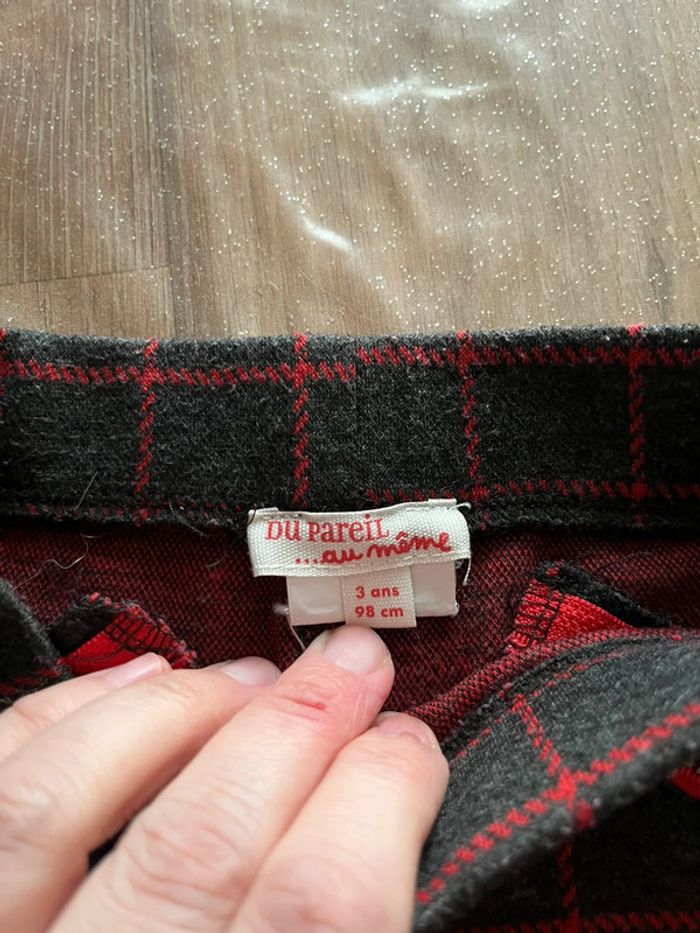 DU PAREIL
...au même
3 ans
98 cm